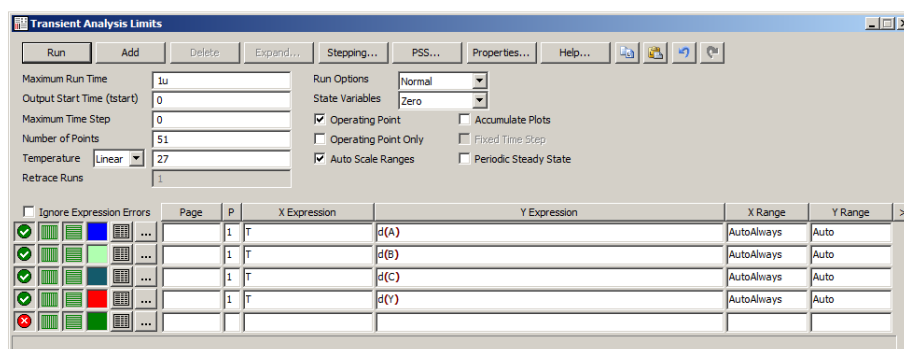 Transient Analysis Limits
Run Add Delete Expand... Stepping... PSS... Properties... Help...
Maximum Run Time 1u Run Options Normal
Output Start Time (tstart) 0 State Variables Zero
Maximum Time Step 0 Operating Point Accumulate Plots
Number of Points 51 Operating Point Only Fixed Time Step
Temperature Linear 27 Auto Scale Ranges Periodic Steady State
Retrace Runs 1
Ignore Expression Errors Page P X Expression Y Expression X Range Y Range >
... 1 T d(A) AutoAlways Auto
... 1 T d(B) AutoAlways Auto
... 1 T d(C) AutoAlways Auto
... 1 T d(Y) AutoAlways Auto
...